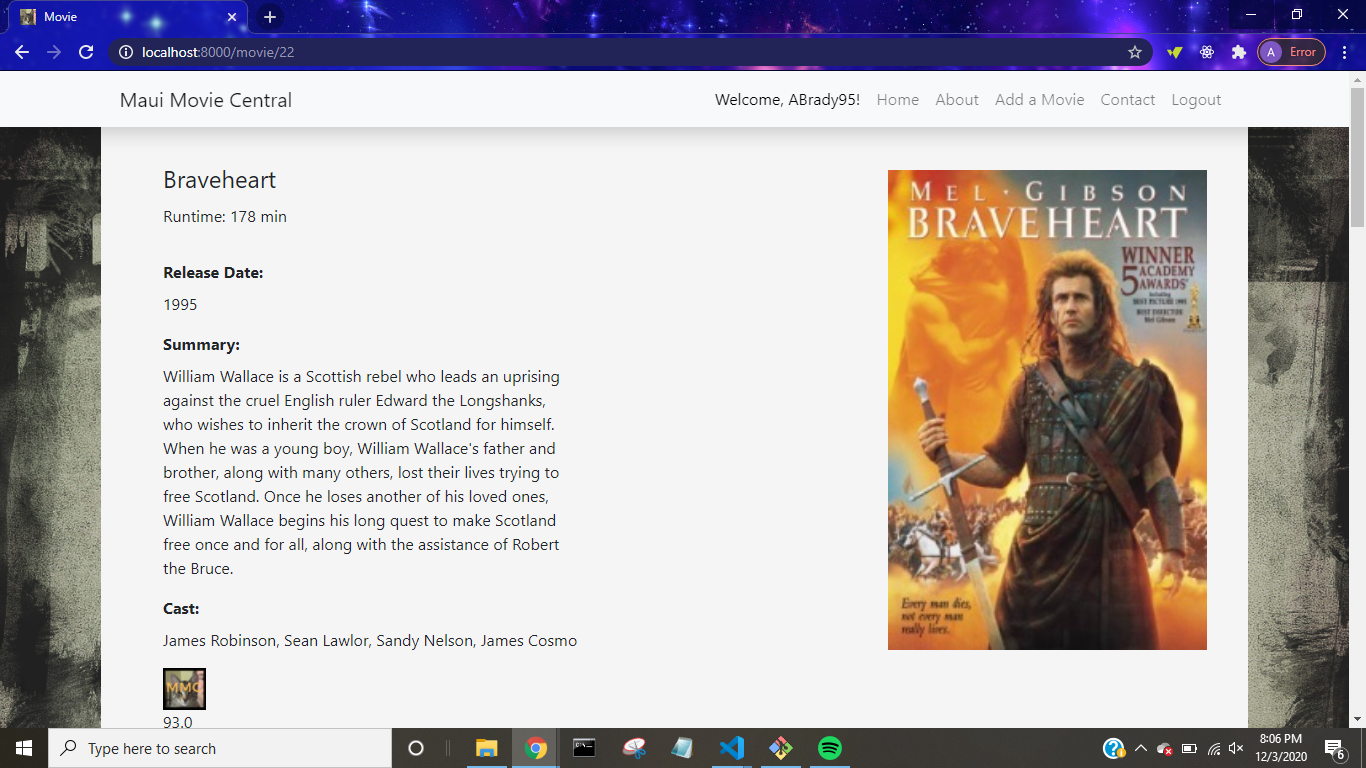 Movie
localhost:8000/movie/22
A Error
Maui Movie Central
Welcome, ABrady95! Home About Add a Movie Contact Logout
Braveheart
Runtime: 178 min
Release Date:
1995
Summary:
William Wallace is a Scottish rebel who leads an uprising
against the cruel English ruler Edward the Longshanks,
who wishes to inherit the crown of Scotland for himself.
When he was a young boy, William Wallace's father and
brother, along with many others, lost their lives trying to
free Scotland. Once he loses another of his loved ones,
William Wallace begins his long quest to make Scotland
free once and for all, along with the assistance of Robert
the Bruce.
Cast:
James Robinson, Sean Lawlor, Sandy Nelson, James Cosmo
MMC
93.0
MEL · GIBSON
BRAVEHEART
WINNER
5 ACADEMY
AWARDS
including
BEST PICTURE 1995
BEST DIRECTOR
Mel Gibson
Every man dies,
not every man
really lives.
Type here to search
8:06 PM
12/3/2020
6